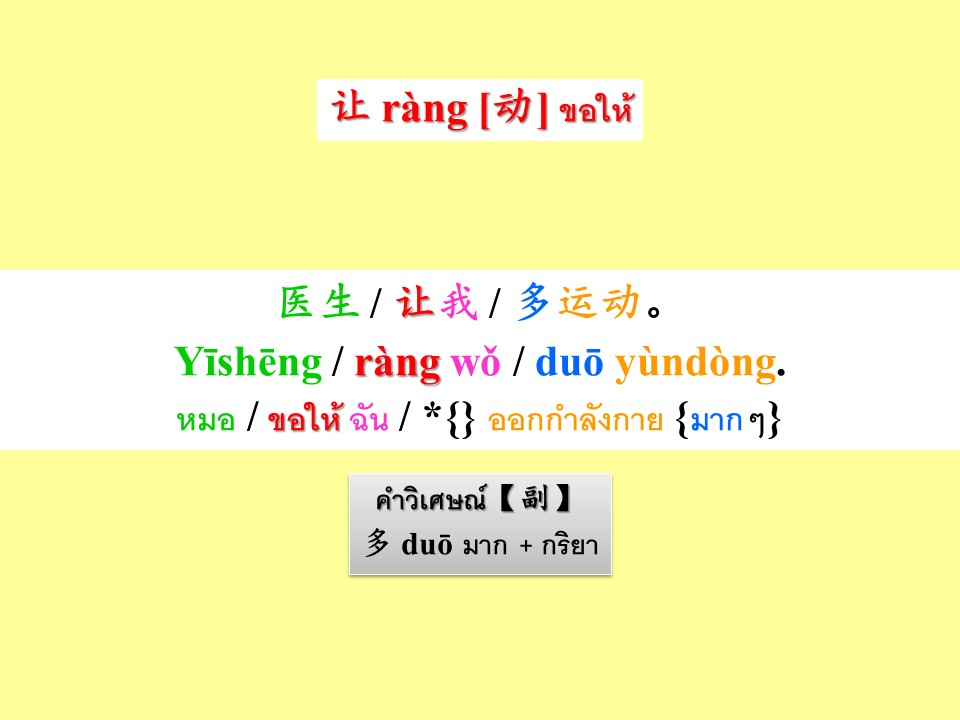 让 ràng [动] ขอให้
医生 / 让我 / 多运动。
Yīshēng / ràng wǒ / duō yùndòng.
หมอ / ขอให้ ฉัน / *{} ออกกำลังกาย {มาก ๆ}
คำวิเศษณ์【副】
多 duō มาก + กริยา